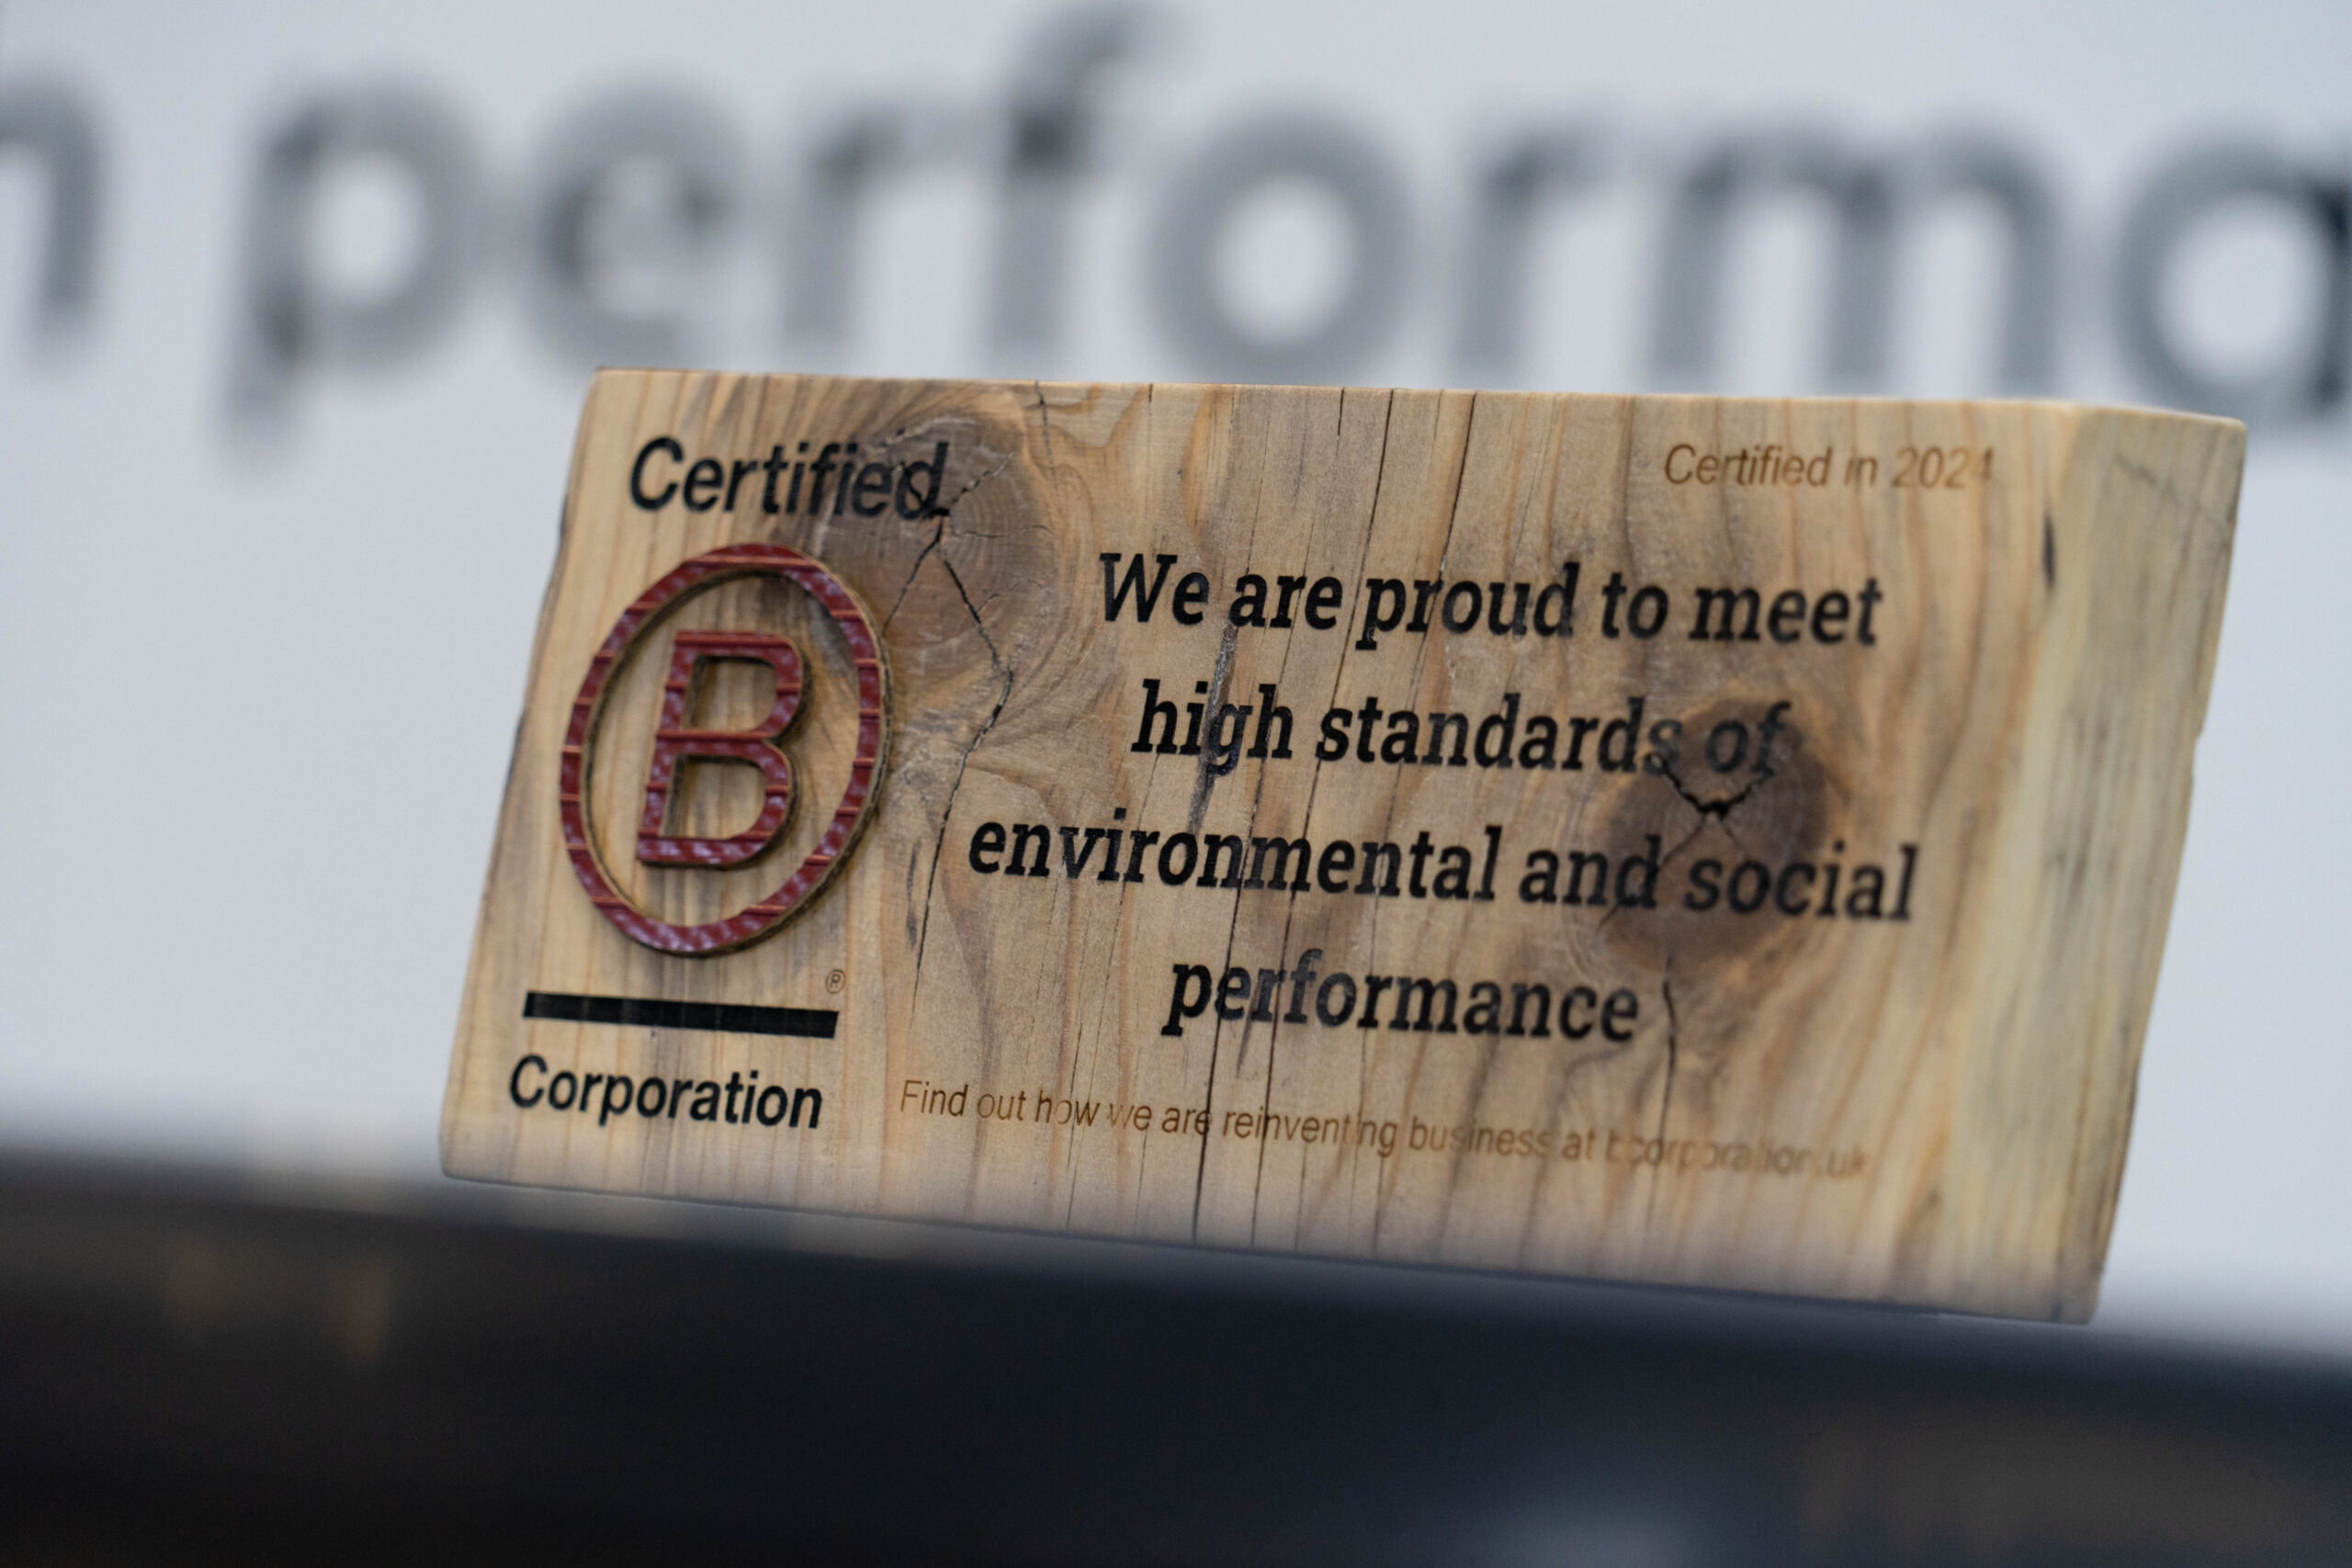 n performa
Certified
B
®
Corporation
Certified in 2024
We are proud to meet
high standards of
environmental and social
performance
Find out how we are reinventing business at bcorporation.uk